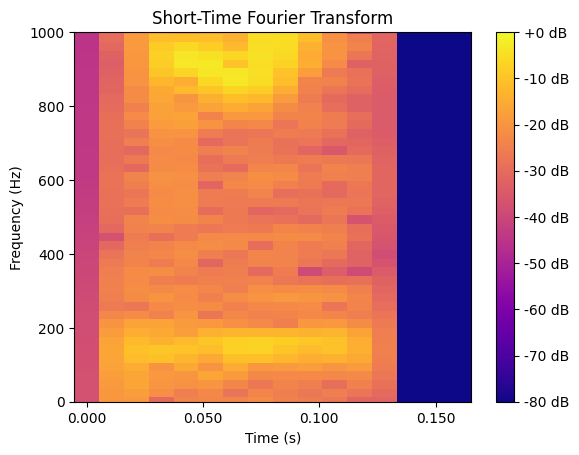 Short-Time Fourier Transform
1000
800
600
400
200
0
Frequency (Hz)
0.000
0.050
0.100
0.150
Time (s)
+0 dB
-10 dB
-20 dB
-30 dB
-40 dB
-50 dB
-60 dB
-70 dB
-80 dB